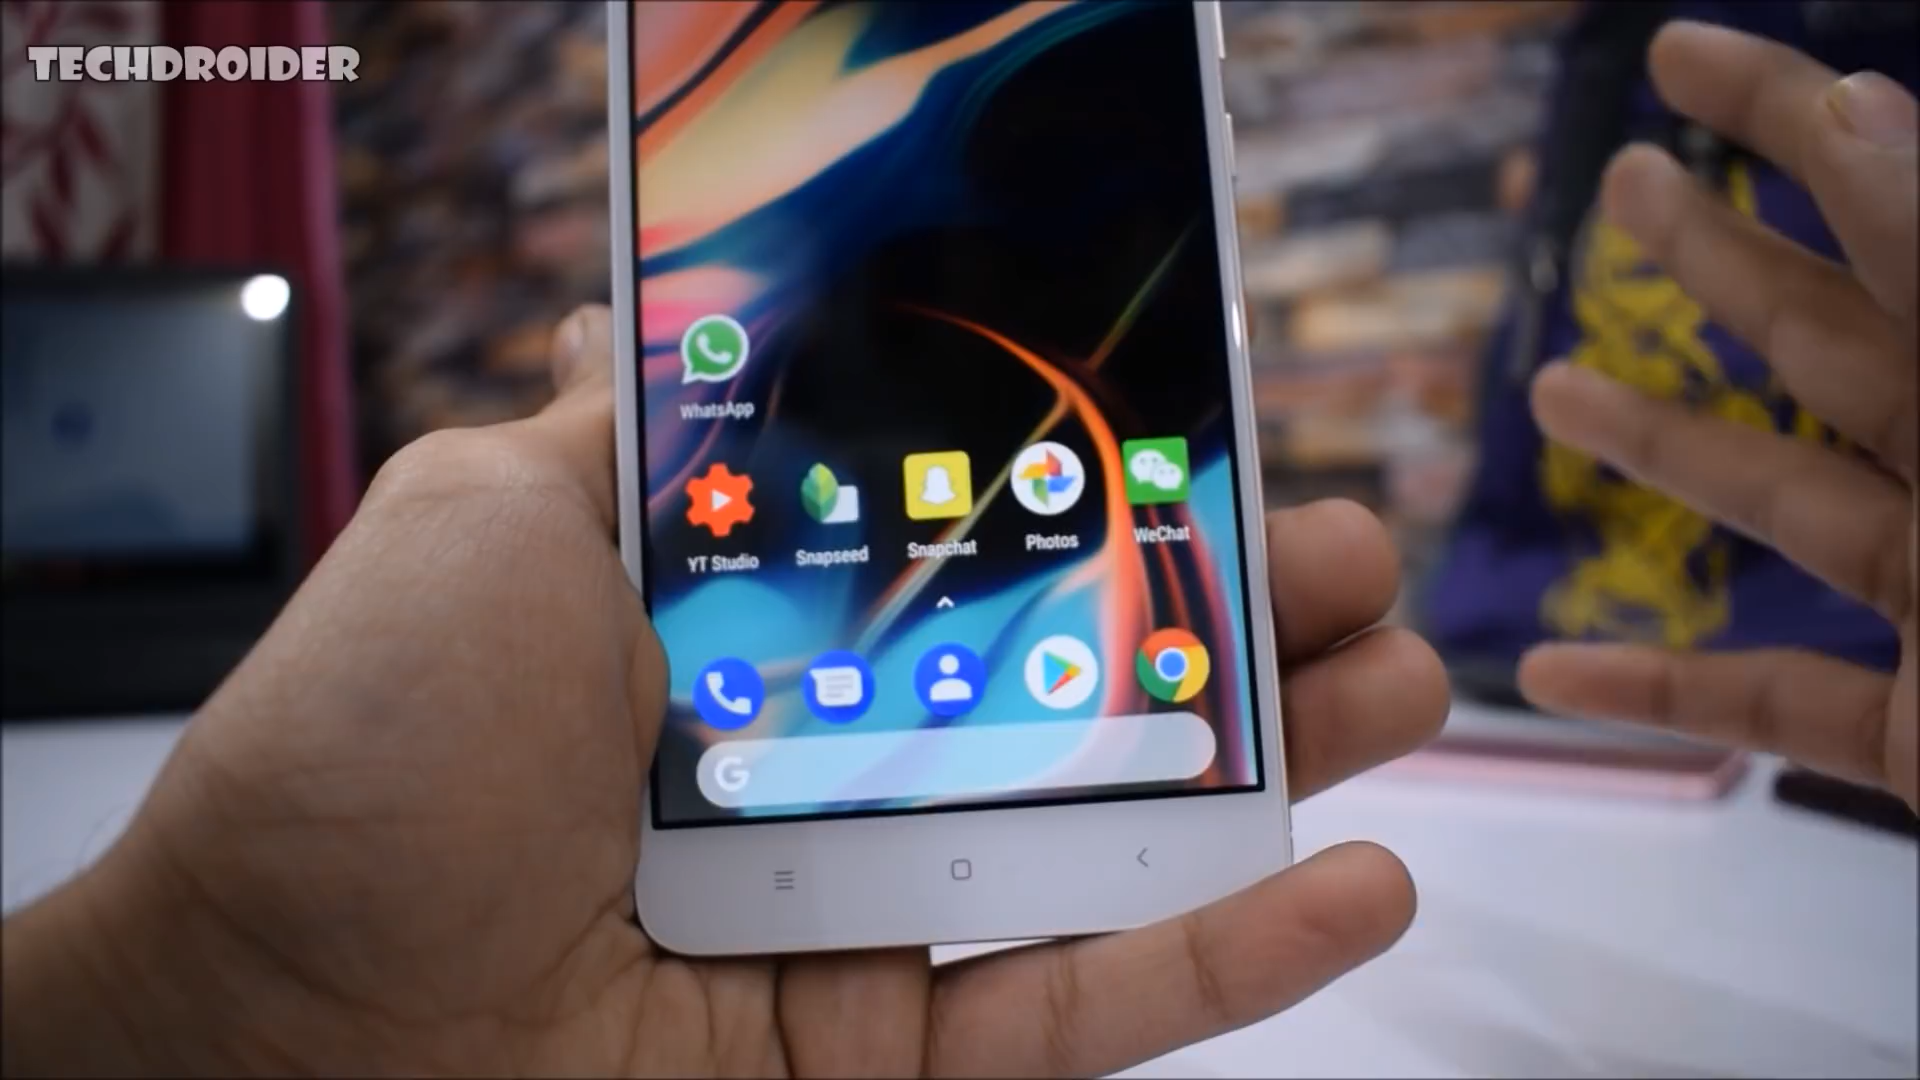 TECHDROIDER
WhatsApp
YT Studio
Snapseed
Snapchat
Photos
WeChat
G